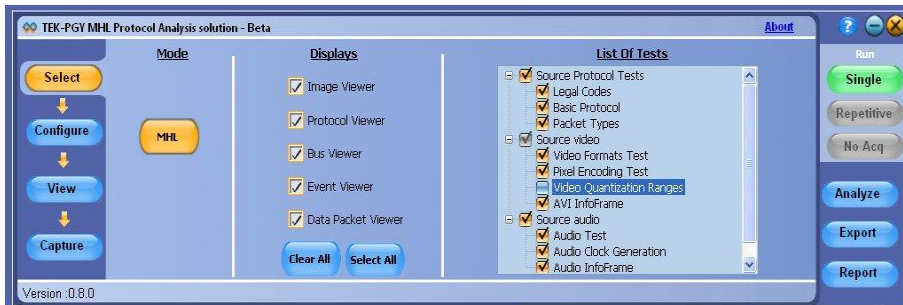 TEK-PGY MHL Protocol Analysis solution - Beta
About
?
Select
Configure
View
Capture
Mode
MHL
Displays
Image Viewer
Protocol Viewer
Bus Viewer
Event Viewer
Data Packet Viewer
Clear All
Select All
List Of Tests
Source Protocol Tests
Legal Codes
Basic Protocol
Packet Types
Source video
Video Formats Test
Pixel Encoding Test
Video Quantization Ranges
AVI InfoFrame
Source audio
Audio Test
Audio Clock Generation
Audio InfoFrame
Run
Single
Repetitive
No Acq
Analyze
Export
Report
Version :0.8.0